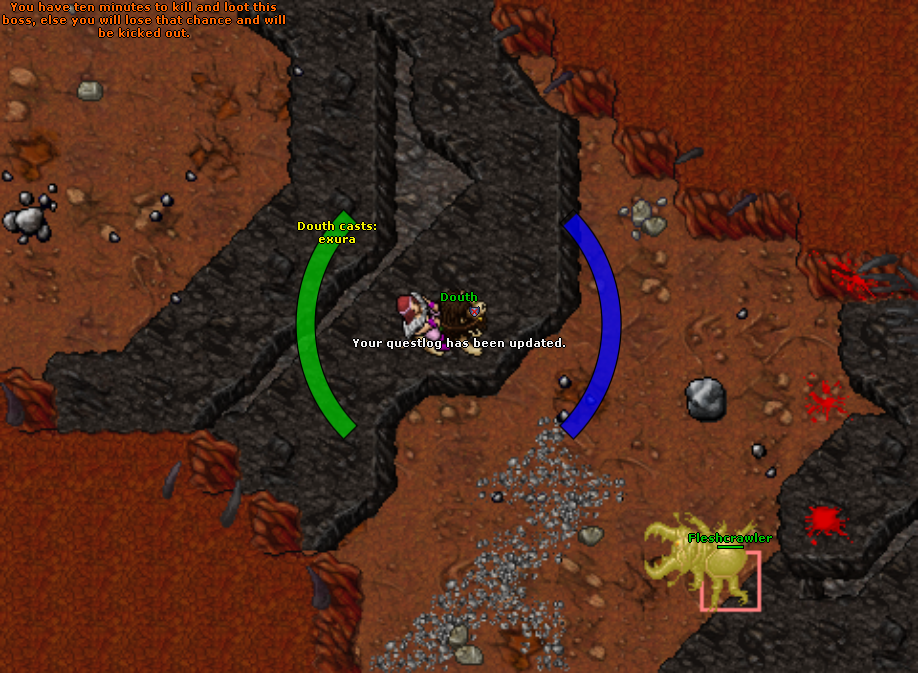 You have ten minutes to kill and loot this
boss, else you will lose that chance and will
be kicked out.
Douth casts:
exura
Douth
Your questlog has been updated.
Fleshcrawler